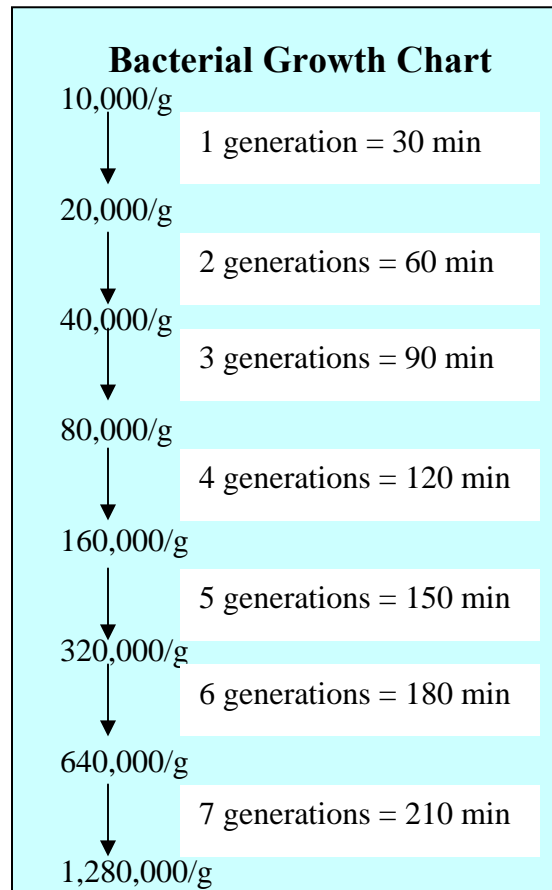 Bacterial Growth Chart
10,000/g
1 generation = 30 min
20,000/g
2 generations = 60 min
40,000/g
3 generations = 90 min
80,000/g
4 generations = 120 min
160,000/g
5 generations = 150 min
320,000/g
6 generations = 180 min
640,000/g
7 generations = 210 min
1,280,000/g